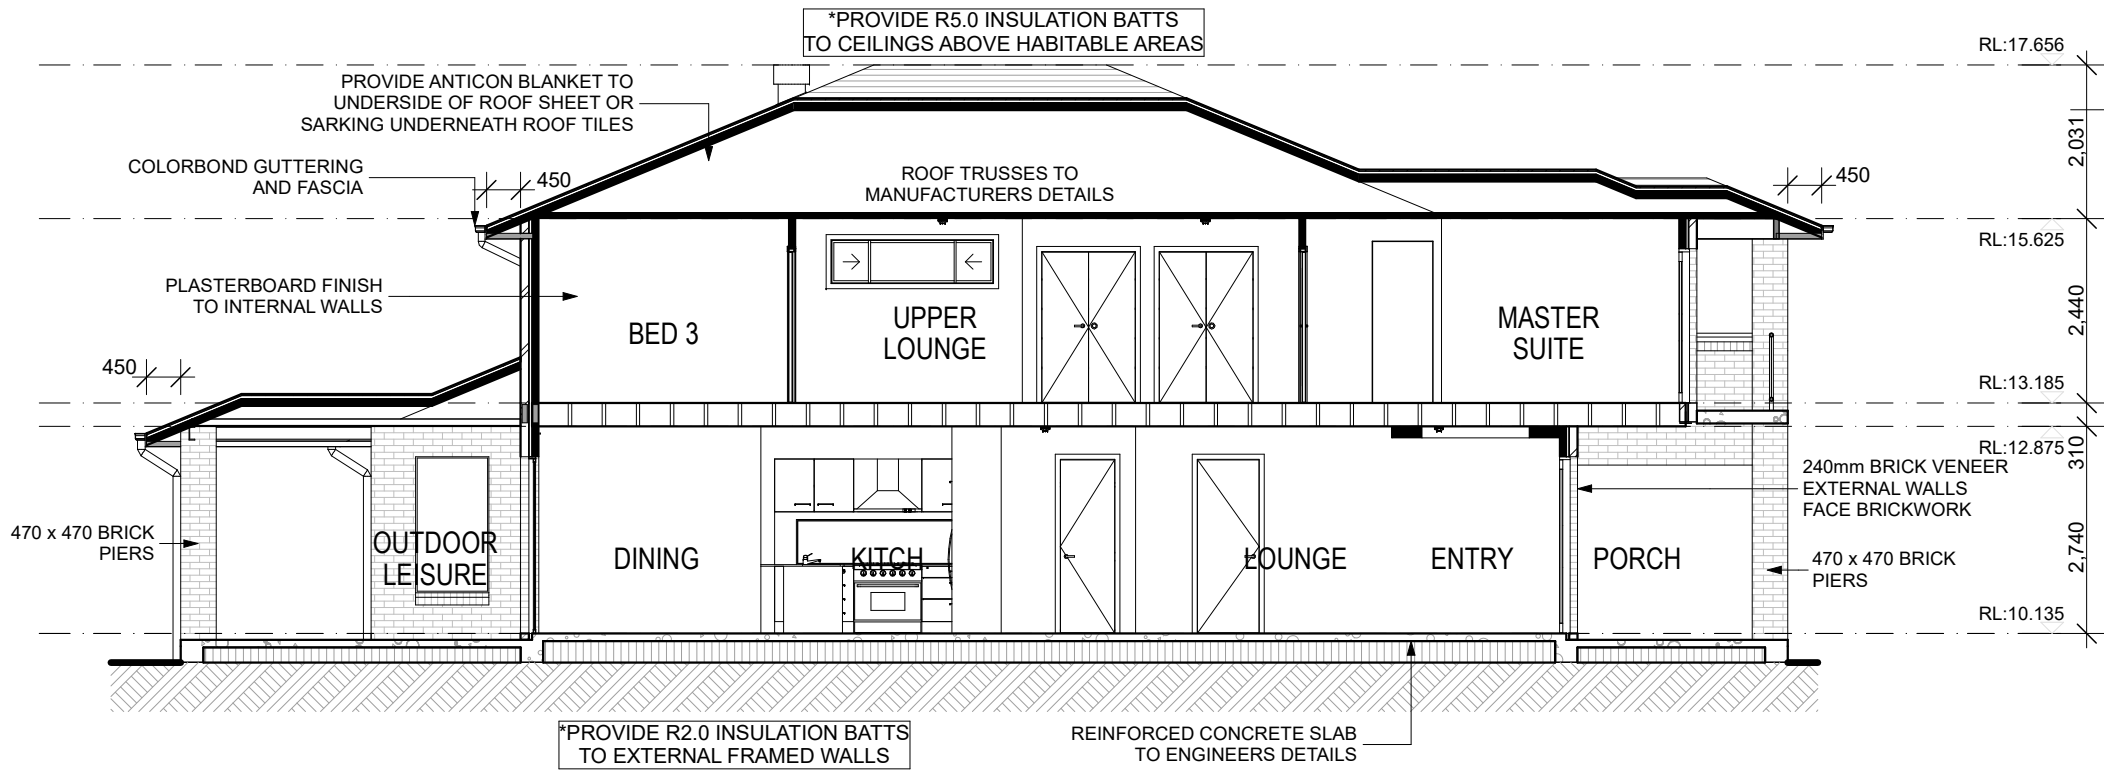 *PROVIDE R5.0 INSULATION BATTS
TO CEILINGS ABOVE HABITABLE AREAS
RL:17.656
PROVIDE ANTICON BLANKET TO
UNDERSIDE OF ROOF SHEET OR
SARKING UNDERNEATH ROOF TILES
2,031
COLORBOND GUTTERING
AND FASCIA
450
ROOF TRUSSES TO
MANUFACTURERS DETAILS
450
RL:15.625
PLASTERBOARD FINISH
TO INTERNAL WALLS
BED 3
UPPER
LOUNGE
MASTER
SUITE
2,440
450
RL:13.185
RL:12.875
310
240mm BRICK VENEER
EXTERNAL WALLS
FACE BRICKWORK
470 x 470 BRICK
PIERS
OUTDOOR
LEISURE
DINING
KITCH.
LOUNGE
ENTRY
PORCH
470 x 470 BRICK
PIERS
2,740
RL:10.135
*PROVIDE R2.0 INSULATION BATTS
TO EXTERNAL FRAMED WALLS
REINFORCED CONCRETE SLAB
TO ENGINEERS DETAILS